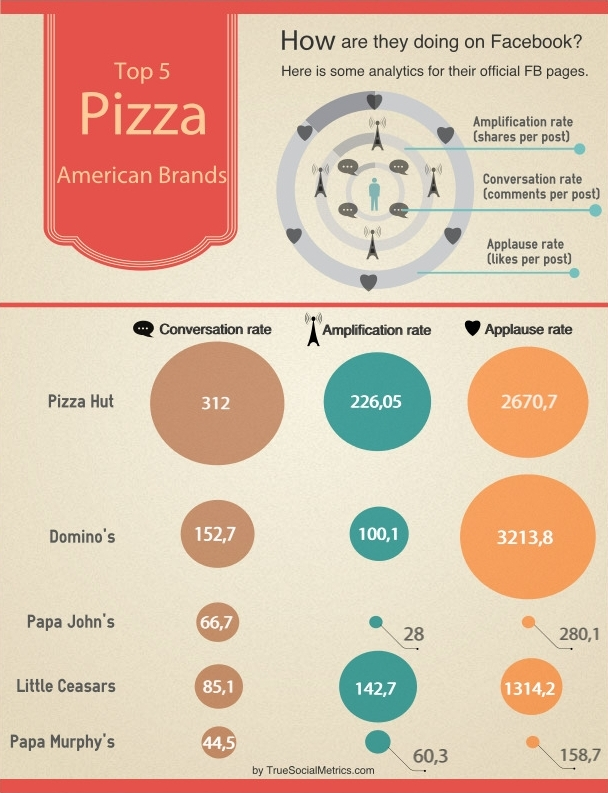 Top 5
Pizza
American Brands
How are they doing on Facebook?
Here is some analytics for their official FB pages.
Amplification rate
(shares per post)
Conversation rate
(comments per post)
Applause rate
(likes per post)
Conversation rate
Amplification rate
Applause rate
Pizza Hut
312
226,05
2670,7
Domino's
152,7
100,1
3213,8
Papa John's
66,7
28
280,1
Little Ceasars
85,1
142,7
1314,2
Papa Murphy's
44,5
60,3
158,7
by TrueSocialMetrics.com